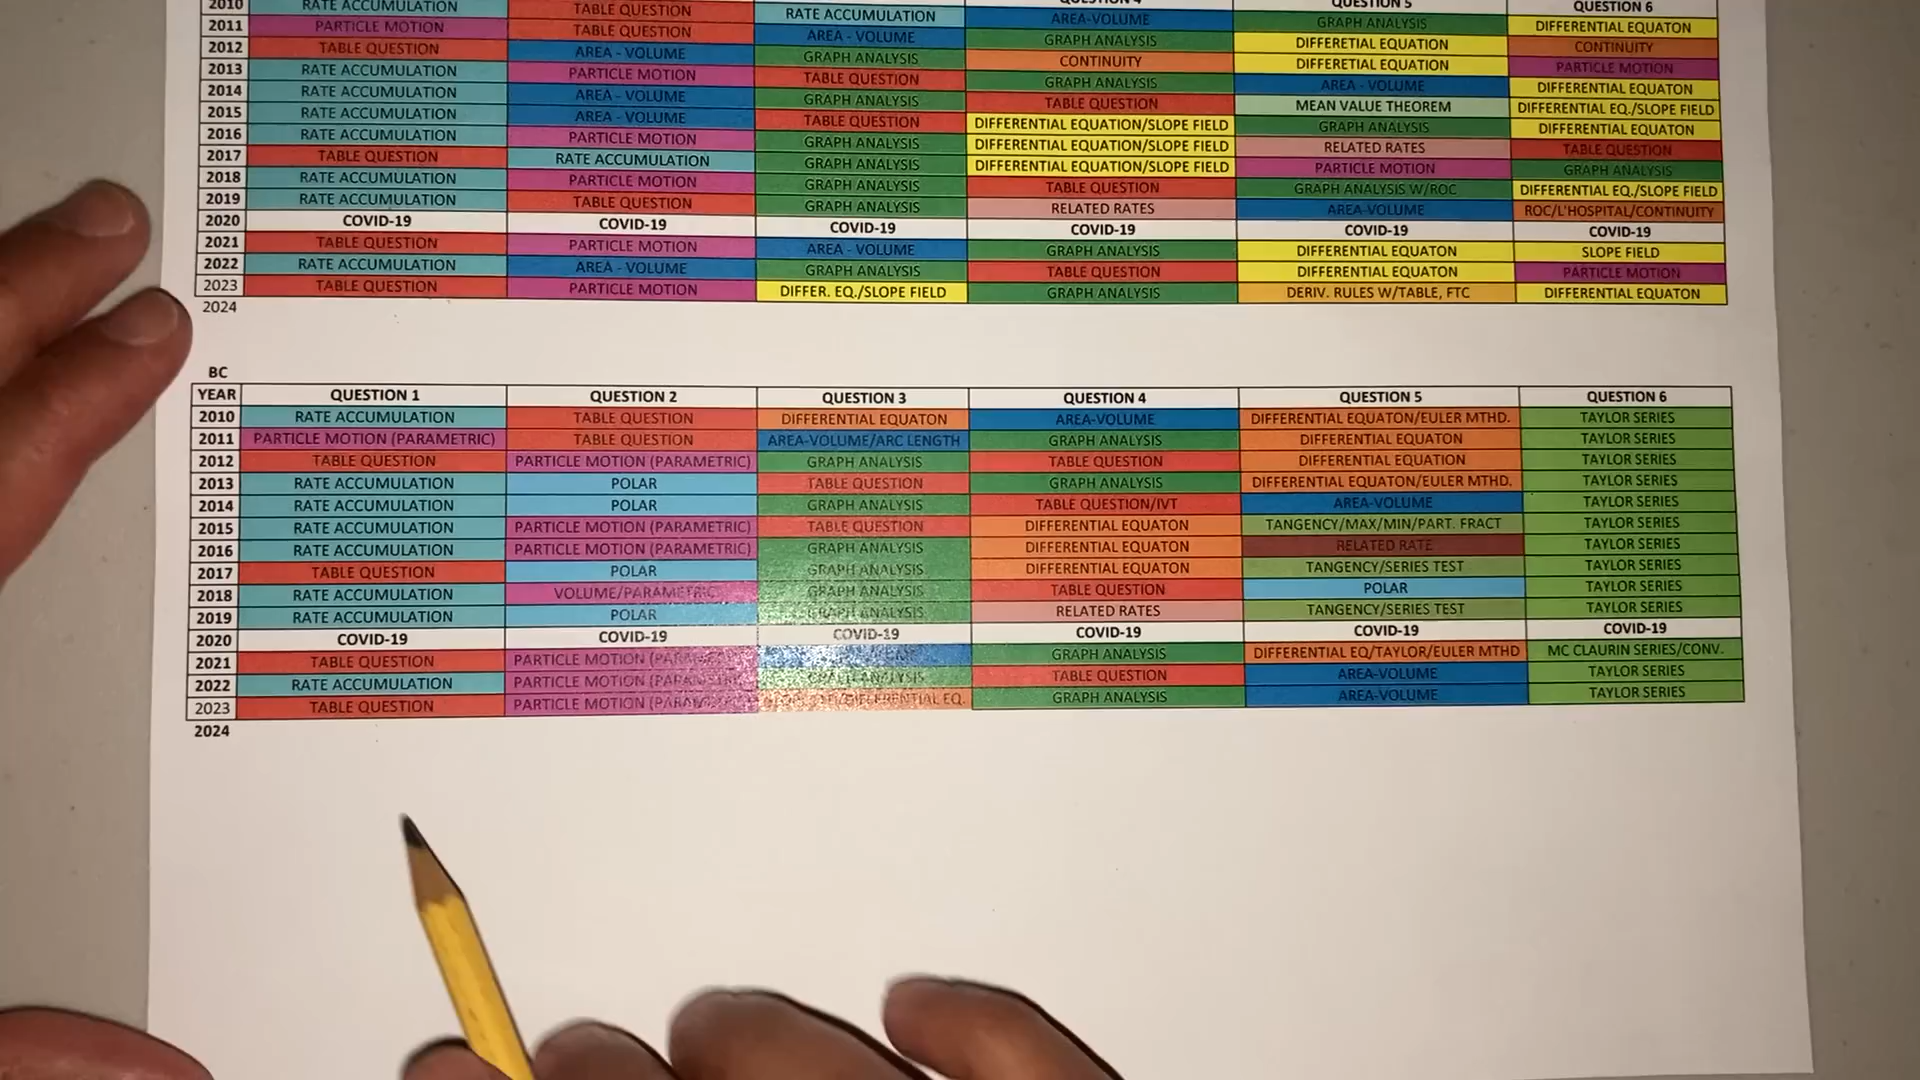 QUESTION 4 QUESTION 5 QUESTION 6
2010 RATE ACCUMULATION TABLE QUESTION RATE ACCUMULATION AREA-VOLUME GRAPH ANALYSIS DIFFERENTIAL EQUATON
2011 PARTICLE MOTION TABLE QUESTION AREA - VOLUME GRAPH ANALYSIS DIFFERETIAL EQUATION CONTINUITY
2012 TABLE QUESTION AREA - VOLUME GRAPH ANALYSIS CONTINUITY DIFFERETIAL EQUATION PARTICLE MOTION
2013 RATE ACCUMULATION PARTICLE MOTION TABLE QUESTION GRAPH ANALYSIS AREA - VOLUME DIFFERENTIAL EQUATON
2014 RATE ACCUMULATION AREA - VOLUME GRAPH ANALYSIS TABLE QUESTION MEAN VALUE THEOREM DIFFERENTIAL EQ./SLOPE FIELD
2015 RATE ACCUMULATION AREA - VOLUME TABLE QUESTION DIFFERENTIAL EQUATION/SLOPE FIELD GRAPH ANALYSIS DIFFERENTIAL EQUATON
2016 RATE ACCUMULATION PARTICLE MOTION GRAPH ANALYSIS DIFFERENTIAL EQUATION/SLOPE FIELD RELATED RATES TABLE QUESTION
2017 TABLE QUESTION RATE ACCUMULATION GRAPH ANALYSIS DIFFERENTIAL EQUATION/SLOPE FIELD PARTICLE MOTION GRAPH ANALYSIS
2018 RATE ACCUMULATION PARTICLE MOTION GRAPH ANALYSIS TABLE QUESTION GRAPH ANALYSIS W/ROC DIFFERENTIAL EQ./SLOPE FIELD
2019 RATE ACCUMULATION TABLE QUESTION GRAPH ANALYSIS RELATED RATES AREA-VOLUME ROC/L'HOSPITAL/CONTINUITY
2020 COVID-19 COVID-19 COVID-19 COVID-19 COVID-19 COVID-19
2021 TABLE QUESTION PARTICLE MOTION AREA - VOLUME GRAPH ANALYSIS DIFFERENTIAL EQUATON SLOPE FIELD
2022 RATE ACCUMULATION AREA - VOLUME GRAPH ANALYSIS TABLE QUESTION DIFFERENTIAL EQUATON PARTICLE MOTION
2023 TABLE QUESTION PARTICLE MOTION DIFFER. EQ./SLOPE FIELD GRAPH ANALYSIS DERIV. RULES W/TABLE, FTC DIFFERENTIAL EQUATON
2024
BC
YEAR QUESTION 1 QUESTION 2 QUESTION 3 QUESTION 4 QUESTION 5 QUESTION 6
2010 RATE ACCUMULATION TABLE QUESTION DIFFERENTIAL EQUATON AREA-VOLUME DIFFERENTIAL EQUATON/EULER MTHD. TAYLOR SERIES
2011 PARTICLE MOTION (PARAMETRIC) TABLE QUESTION AREA-VOLUME/ARC LENGTH GRAPH ANALYSIS DIFFERENTIAL EQUATON TAYLOR SERIES
2012 TABLE QUESTION PARTICLE MOTION (PARAMETRIC) GRAPH ANALYSIS TABLE QUESTION DIFFERENTIAL EQUATION TAYLOR SERIES
2013 RATE ACCUMULATION POLAR TABLE QUESTION GRAPH ANALYSIS DIFFERENTIAL EQUATON/EULER MTHD. TAYLOR SERIES
2014 RATE ACCUMULATION POLAR GRAPH ANALYSIS TABLE QUESTION/IVT AREA-VOLUME TAYLOR SERIES
2015 RATE ACCUMULATION PARTICLE MOTION (PARAMETRIC) TABLE QUESTION DIFFERENTIAL EQUATON TANGENCY/MAX/MIN/PART. FRACT TAYLOR SERIES
2016 RATE ACCUMULATION PARTICLE MOTION (PARAMETRIC) GRAPH ANALYSIS DIFFERENTIAL EQUATON RELATED RATE TAYLOR SERIES
2017 TABLE QUESTION POLAR GRAPH ANALYSIS DIFFERENTIAL EQUATON TANGENCY/SERIES TEST TAYLOR SERIES
2018 RATE ACCUMULATION VOLUME/PARAMETRIC GRAPH ANALYSIS TABLE QUESTION POLAR TAYLOR SERIES
2019 RATE ACCUMULATION POLAR GRAPH ANALYSIS RELATED RATES TANGENCY/SERIES TEST TAYLOR SERIES
2020 COVID-19 COVID-19 COVID-19 COVID-19 COVID-19 COVID-19
2021 TABLE QUESTION PARTICLE MOTION (PARAMETRIC) GRAPH ANALYSIS DIFFERENTIAL EQ/TAYLOR/EULER MTHD MC CLAURIN SERIES/CONV.
2022 RATE ACCUMULATION PARTICLE MOTION (PARAMETRIC) GRAPH ANALYSIS TABLE QUESTION AREA-VOLUME TAYLOR SERIES
2023 TABLE QUESTION PARTICLE MOTION (PARAMETRIC) EQ. GRAPH ANALYSIS AREA-VOLUME TAYLOR SERIES
2024